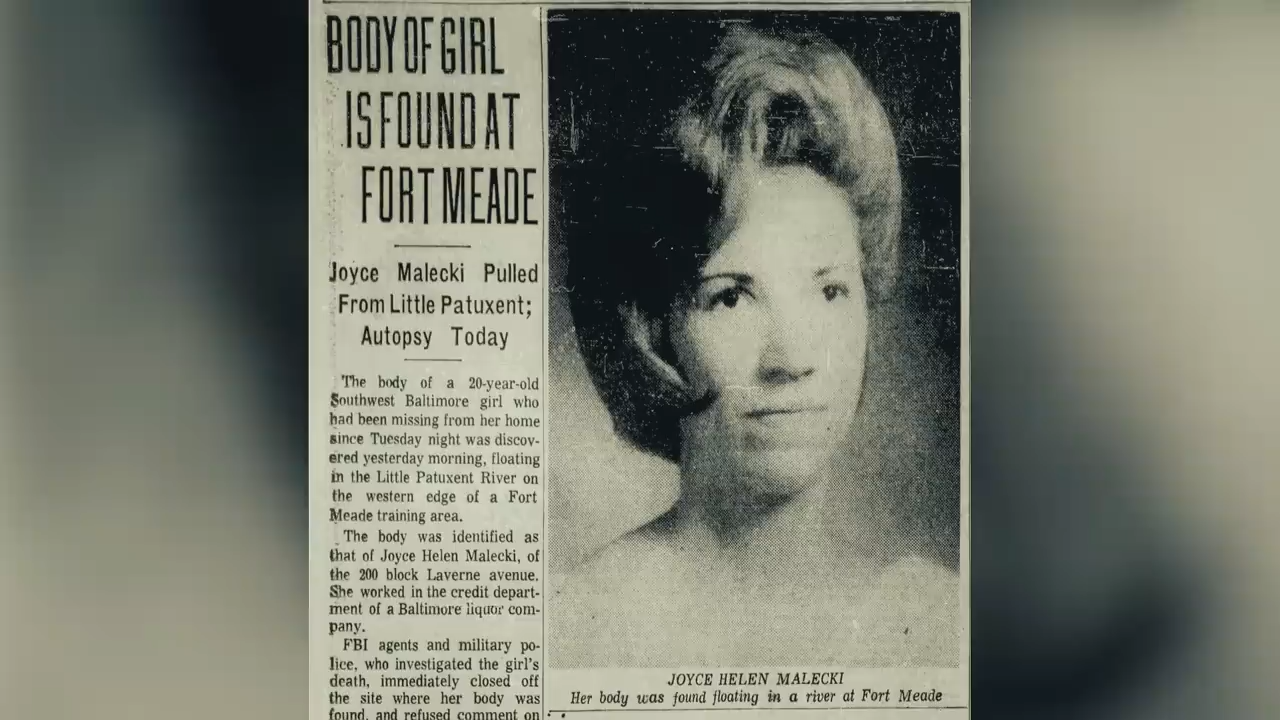 BODY OF GIRL
IS FOUND AT
FORT MEADE
Joyce Malecki Pulled
From Little Patuxent;
Autopsy Today
The body of a 20-year-old
Southwest Baltimore girl who
had been missing from her home
since Tuesday night was discov-
ered yesterday morning, floating
in the Little Patuxent River on
the western edge of a Fort
Meade training area.
The body was identified as
that of Joyce Helen Malecki, of
the 200 block Laverne avenue.
She worked in the credit depart-
ment of a Baltimore liquor com-
pany.
FBI agents and military po-
lice, who investigated the girl's
death, immediately closed off
the site where her body was
found, and refused comment on
JOYCE HELEN MALECKI
Her body was found floating in a river at Fort Meade